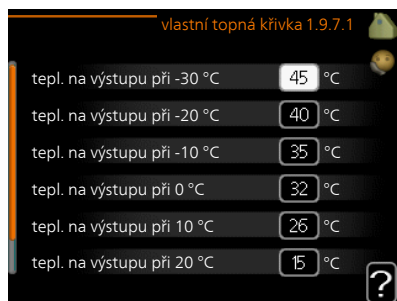 vlastní topná křivka 1.9.7.1
tepl. na výstupu při -30 °C 45 °C
tepl. na výstupu při -20 °C 40 °C
tepl. na výstupu při -10 °C 35 °C
tepl. na výstupu při 0 °C 32 °C
tepl. na výstupu při 10 °C 26 °C
tepl. na výstupu při 20 °C 15 °C
?